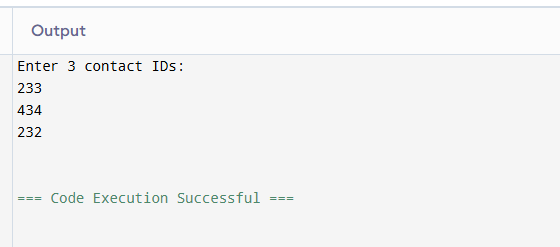 Output
Enter 3 contact IDs:
233
434
232
=== Code Execution Successful ===